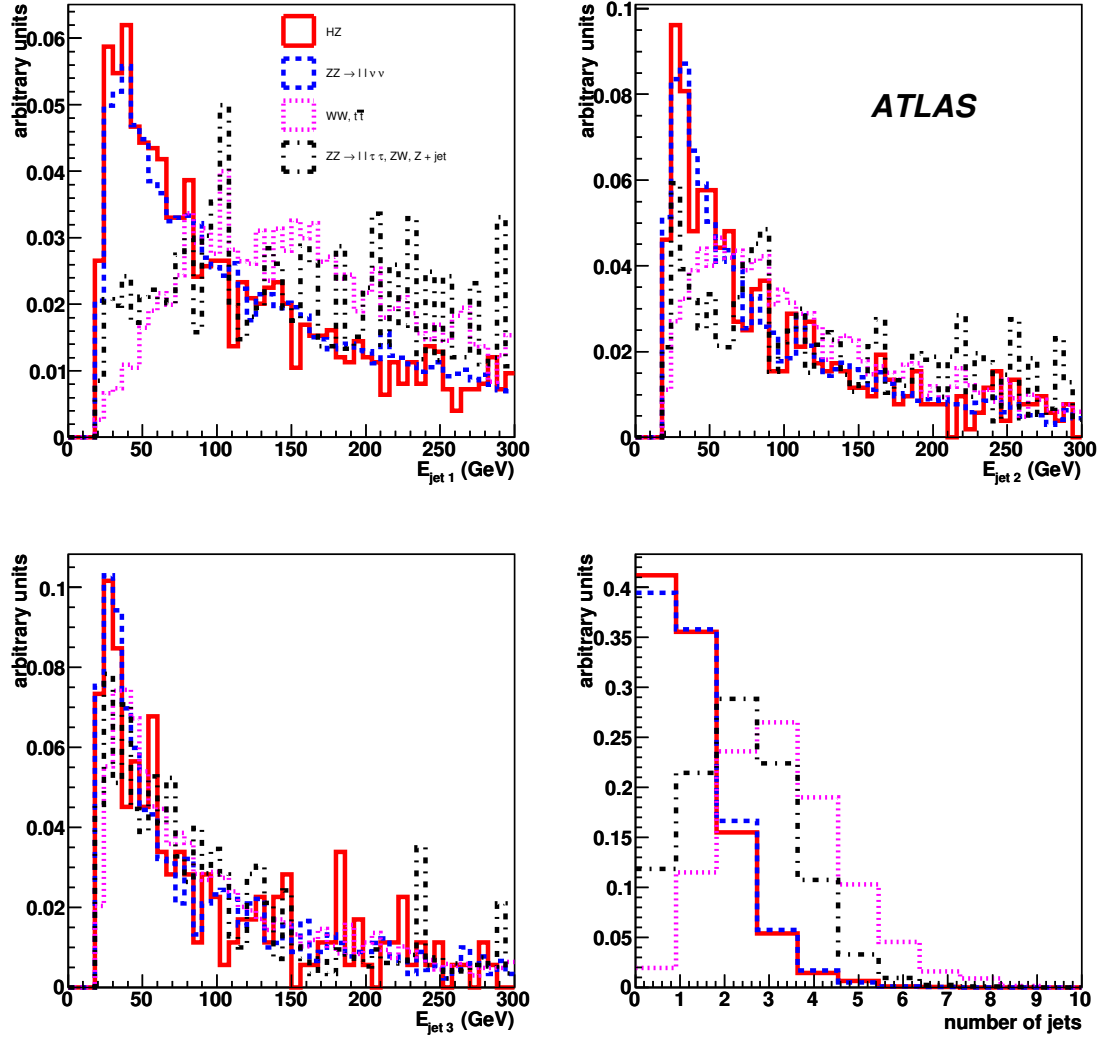 arbitrary units
0.06
0.05
0.04
0.03
0.02
0.01
0
0 50 100 150 200 250 300
E jet 1 (GeV)
HZ
ZZ → l l ν ν
WW, tt̄
ZZ → l l τ τ, ZW, Z + jet
arbitrary units
0.1
0.08
0.06
0.04
0.02
0
0 50 100 150 200 250 300
E jet 2 (GeV)
ATLAS
arbitrary units
0.1
0.08
0.06
0.04
0.02
0
0 50 100 150 200 250 300
E jet 3 (GeV)
arbitrary units
0.4
0.35
0.3
0.25
0.2
0.15
0.1
0.05
0
0 1 2 3 4 5 6 7 8 9 10
number of jets